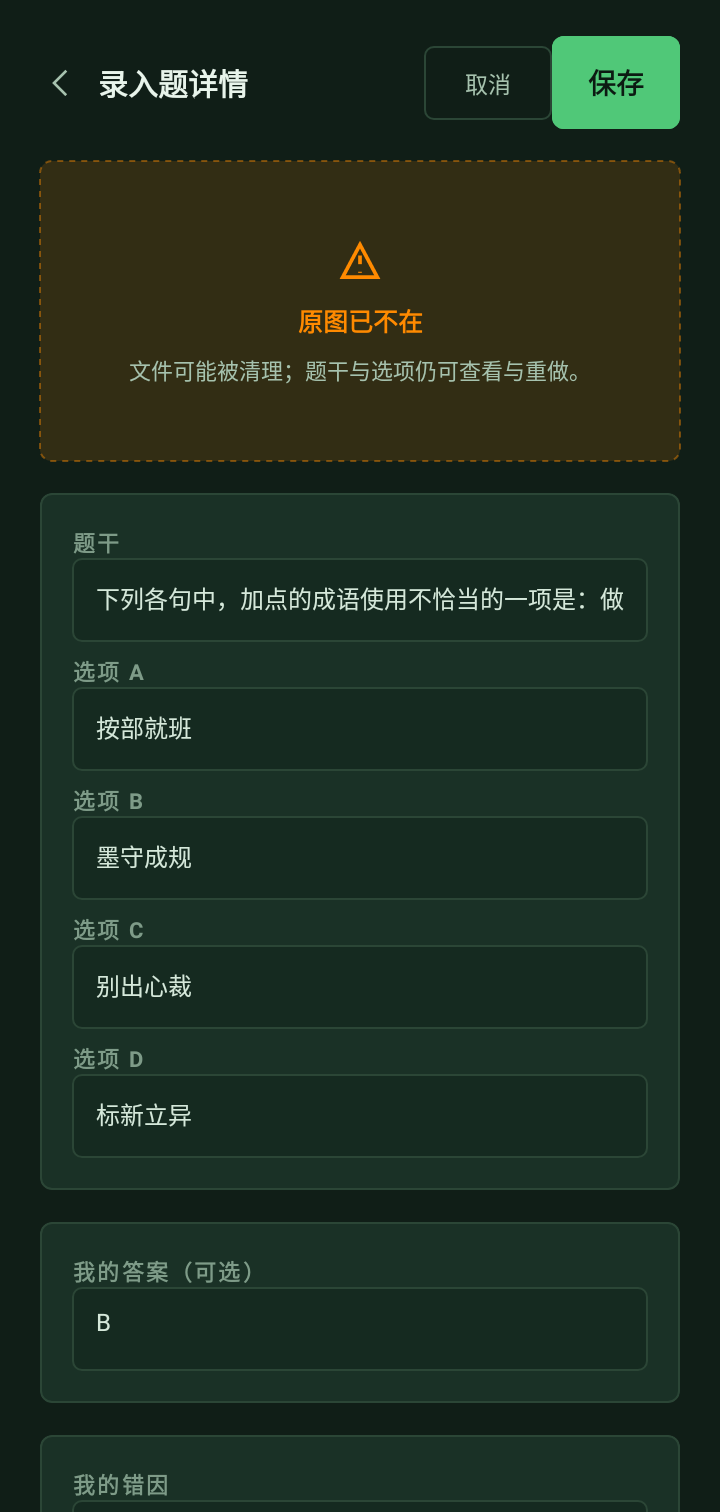 录入题详情
取消
保存
原图已不在
文件可能被清理；题干与选项仍可查看与重做。
题干
下列各句中，加点的成语使用不恰当的一项是：做
选项 A
按部就班
选项 B
墨守成规
选项 C
别出心裁
选项 D
标新立异
我的答案（可选）
B
我的错因